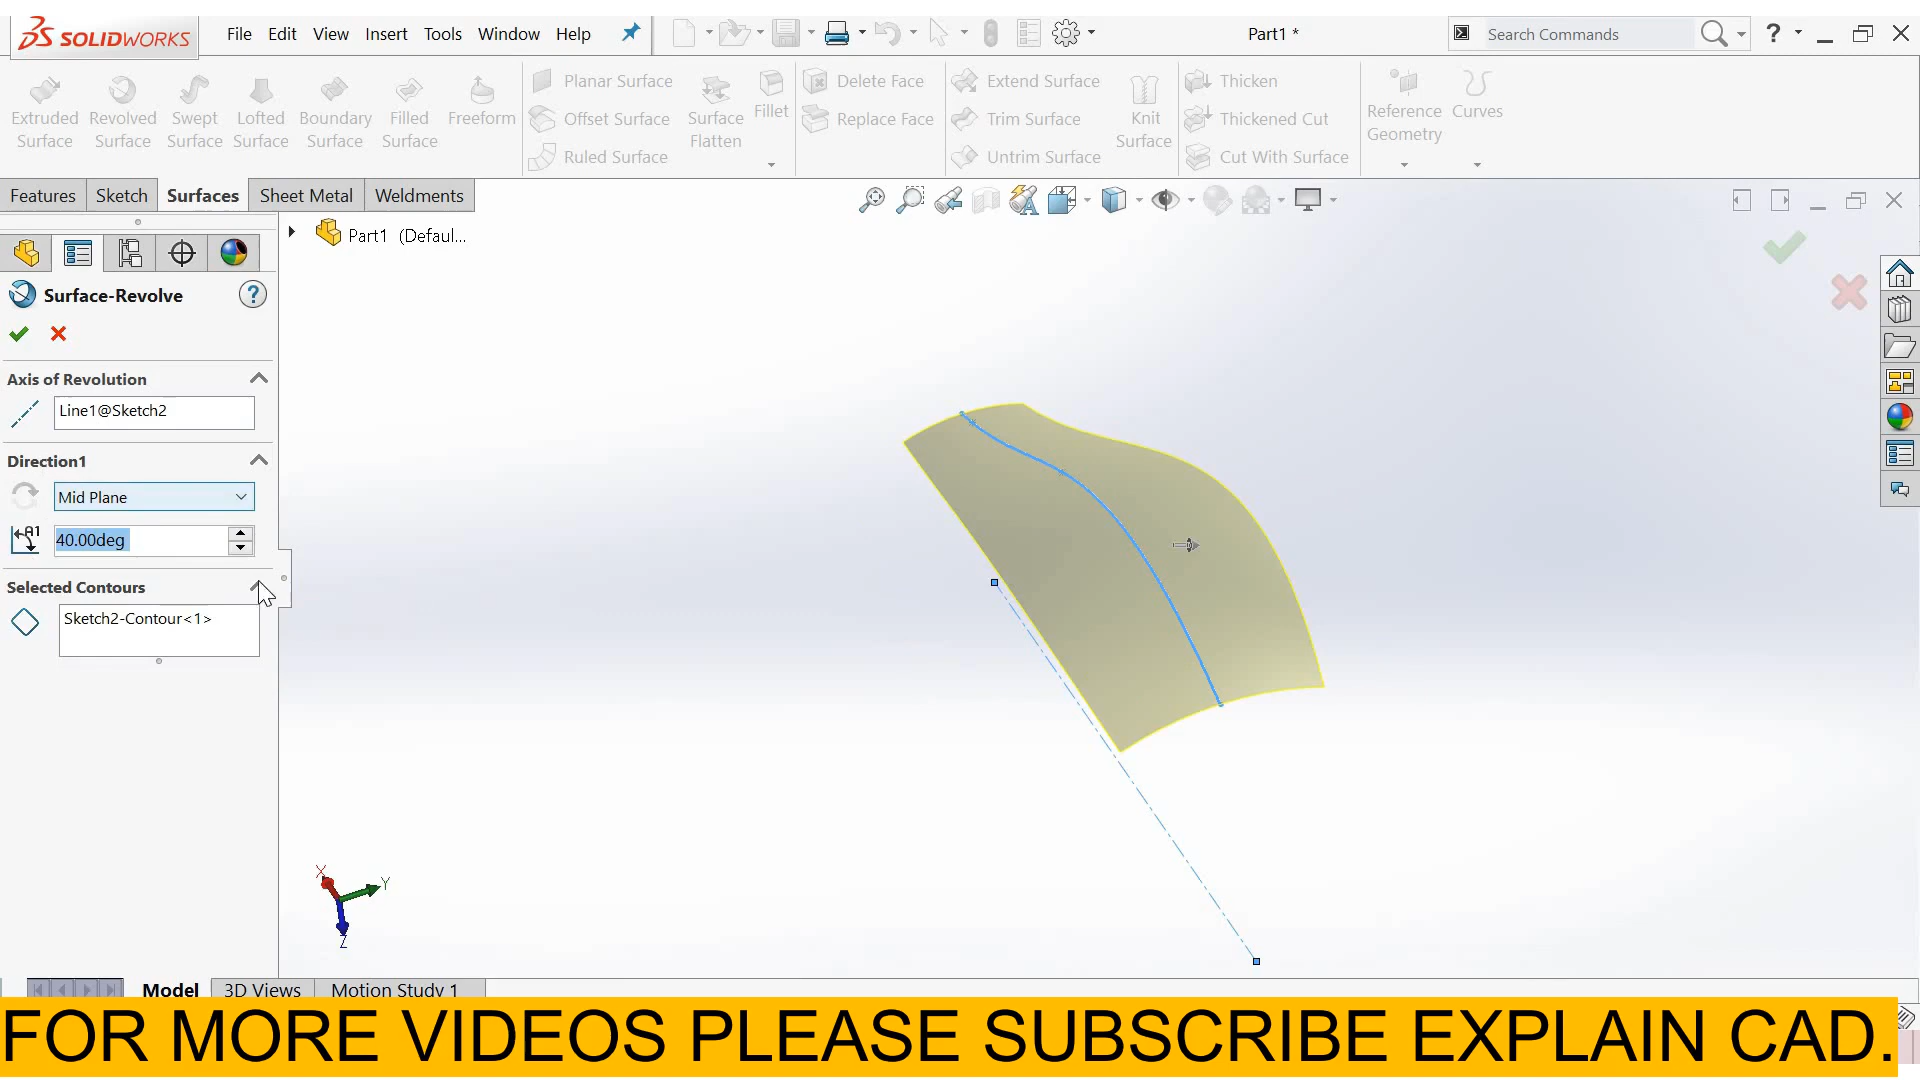 SOLIDWORKS File Edit View Insert Tools Window Help Part1 * Search Commands ?
Extruded Surface
Revolved Surface
Swept Surface
Lofted Surface
Boundary Surface
Filled Surface
Freeform
Planar Surface
Offset Surface
Ruled Surface
Surface Flatten
Fillet
Delete Face
Replace Face
Extend Surface
Trim Surface
Untrim Surface
Knit Surface
Thicken
Thickened Cut
Cut With Surface
Reference Geometry
Curves
Features Sketch Surfaces Sheet Metal Weldments
Part1 (Defaul...
Surface-Revolve ?
Axis of Revolution
Line1@Sketch2
Direction1
Mid Plane
A1 40.00deg
Selected Contours
Sketch2-Contour<1>
X
Y
Z
Model 3D Views Motion Study 1
FOR MORE VIDEOS PLEASE SUBSCRIBE EXPLAIN CAD.